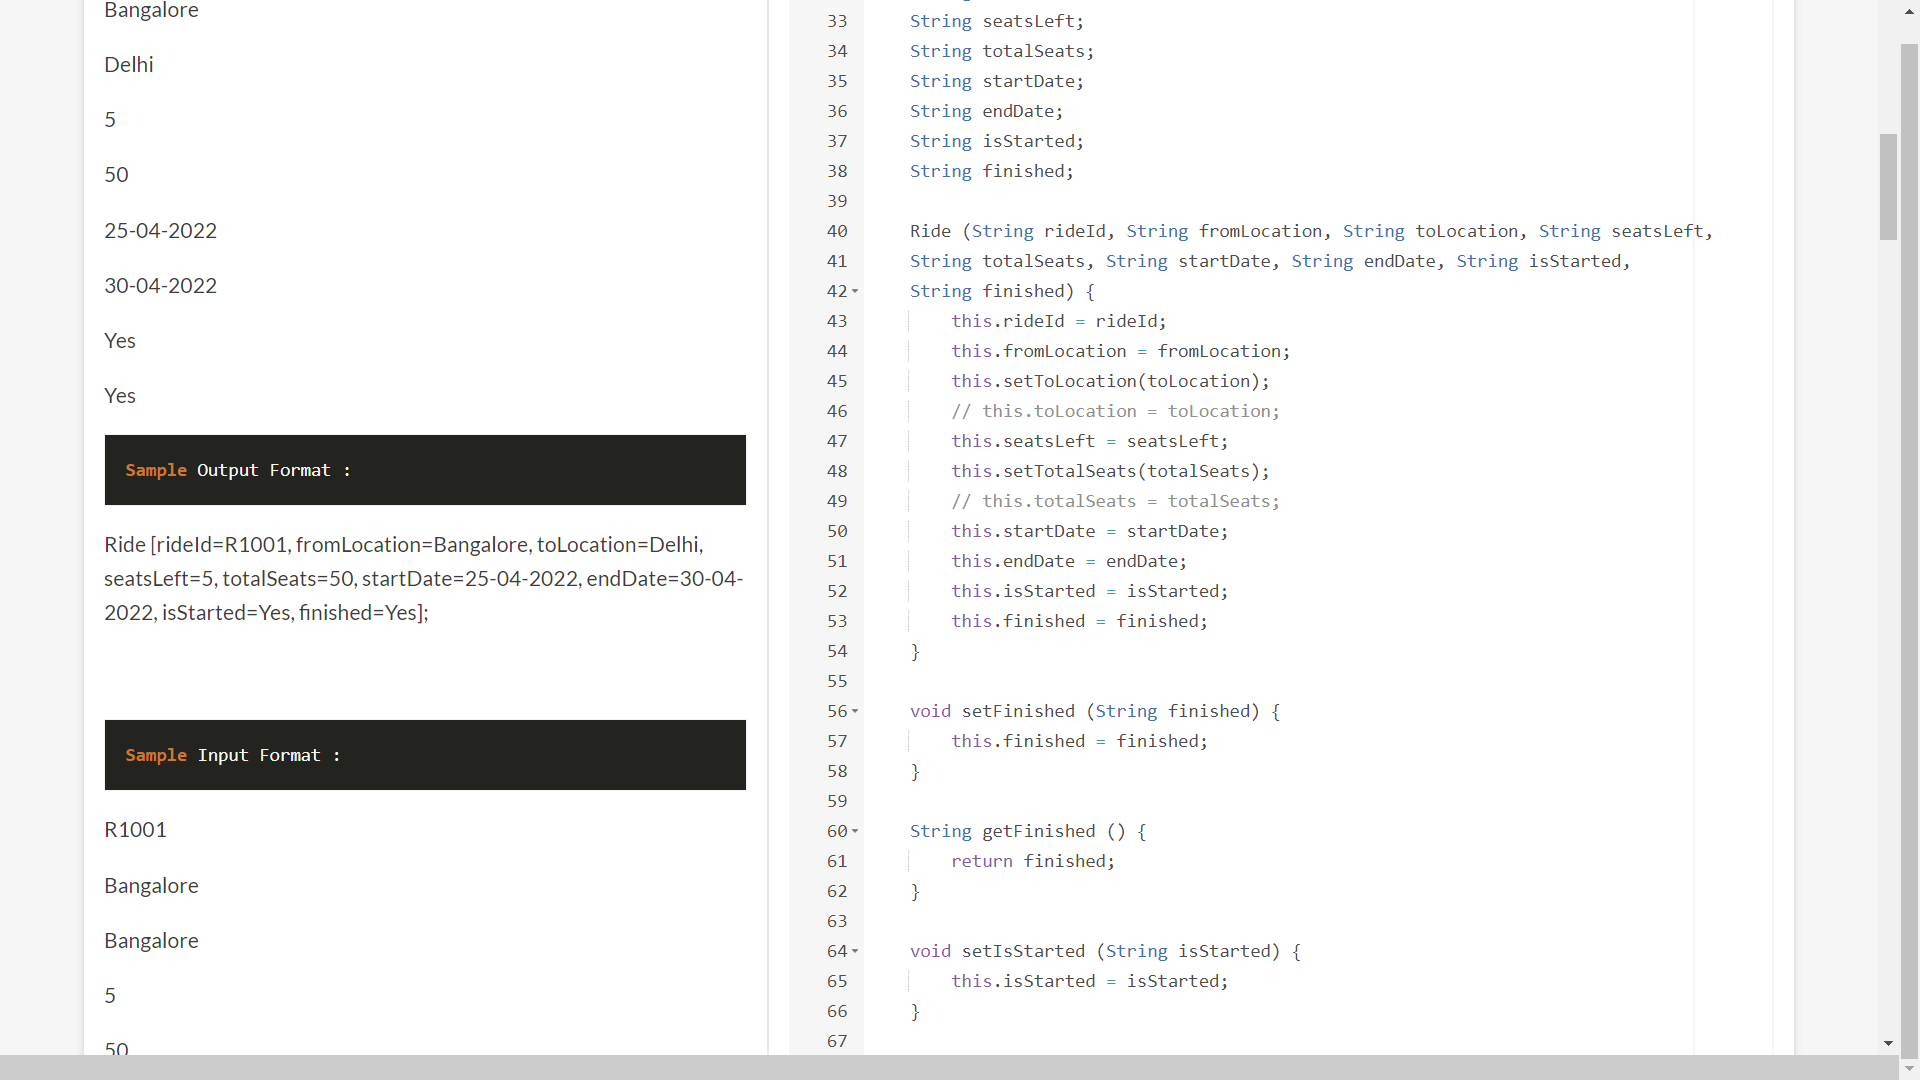 Bangalore
Delhi
5
50
25-04-2022
30-04-2022
Yes
Yes
Sample Output Format :
Ride [rideId=R1001, fromLocation=Bangalore, toLocation=Delhi,
seatsLeft=5, totalSeats=50, startDate=25-04-2022, endDate=30-04-
2022, isStarted=Yes, finished=Yes];
Sample Input Format :
R1001
Bangalore
Bangalore
5
50
33 String seatsLeft;
34 String totalSeats;
35 String startDate;
36 String endDate;
37 String isStarted;
38 String finished;
39
40 Ride (String rideId, String fromLocation, String toLocation, String seatsLeft,
41 String totalSeats, String startDate, String endDate, String isStarted,
42 String finished) {
43 this.rideId = rideId;
44 this.fromLocation = fromLocation;
45 this.setToLocation(toLocation);
46 // this.toLocation = toLocation;
47 this.seatsLeft = seatsLeft;
48 this.setTotalSeats(totalSeats);
49 // this.totalSeats = totalSeats;
50 this.startDate = startDate;
51 this.endDate = endDate;
52 this.isStarted = isStarted;
53 this.finished = finished;
54 }
55
56 void setFinished (String finished) {
57 this.finished = finished;
58 }
59
60 String getFinished () {
61 return finished;
62 }
63
64 void setIsStarted (String isStarted) {
65 this.isStarted = isStarted;
66 }
67